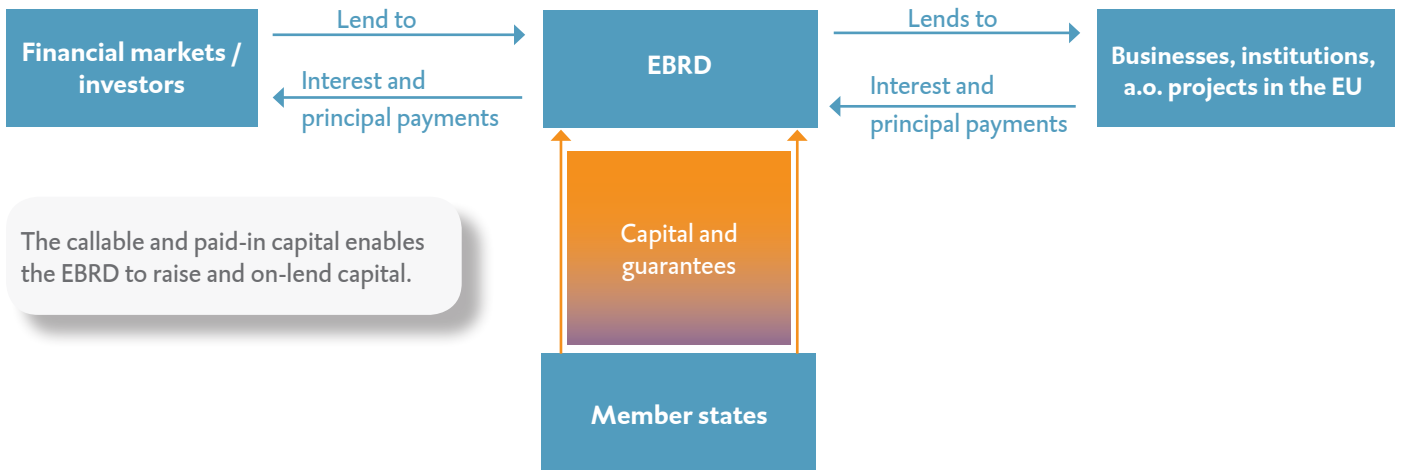 Financial markets /
investors
Lend to
Interest and
principal payments
EBRD
Lends to
Interest and
principal payments
Businesses, institutions,
a.o. projects in the EU
The callable and paid-in capital enables
the EBRD to raise and on-lend capital.
Capital and
guarantees
Member states